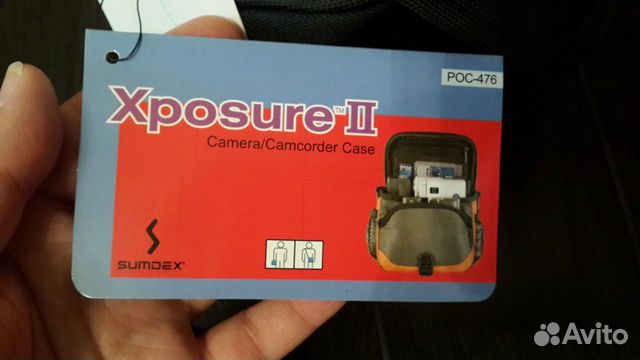 POC-476
Xposure™ II
Camera/Camcorder Case
SUMDEX
Avito